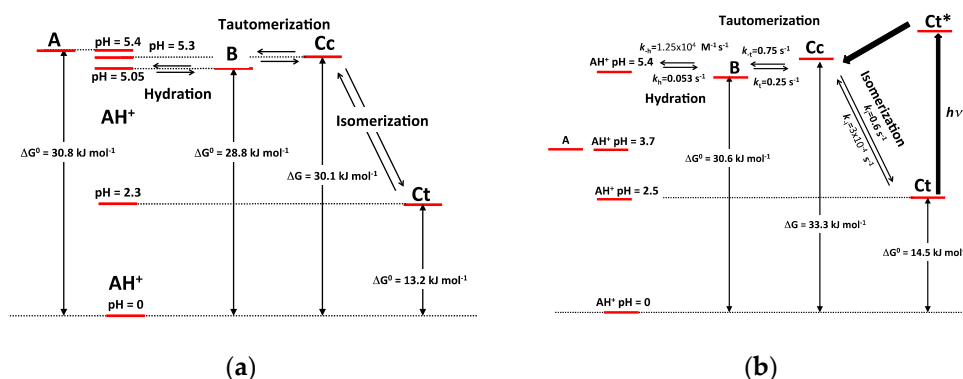 Tautomerization
A
pH = 5.4
pH = 5.3
B
Cc
pH = 5.05
Hydration
AH⁺
Isomerization
ΔG⁰ = 30.8 kJ mol⁻¹
ΔG⁰ = 28.8 kJ mol⁻¹
ΔG = 30.1 kJ mol⁻¹
pH = 2.3
Ct
AH⁺
ΔG⁰ = 13.2 kJ mol⁻¹
pH = 0
(a)
Ct*
Tautomerization
k-h=1.25x10⁴ M⁻¹ s⁻¹
k-t=0.75 s⁻¹
Cc
AH⁺ pH = 5.4
B
kh=0.053 s⁻¹
kt=0.25 s⁻¹
Hydration
Isomerization
ki=0.6 s⁻¹
k-i=3x10⁻⁴ s⁻¹
hν
A
AH⁺ pH = 3.7
ΔG⁰ = 30.6 kJ mol⁻¹
Ct
AH⁺ pH = 2.5
ΔG = 33.3 kJ mol⁻¹
ΔG⁰ = 14.5 kJ mol⁻¹
AH⁺ pH = 0
(b)